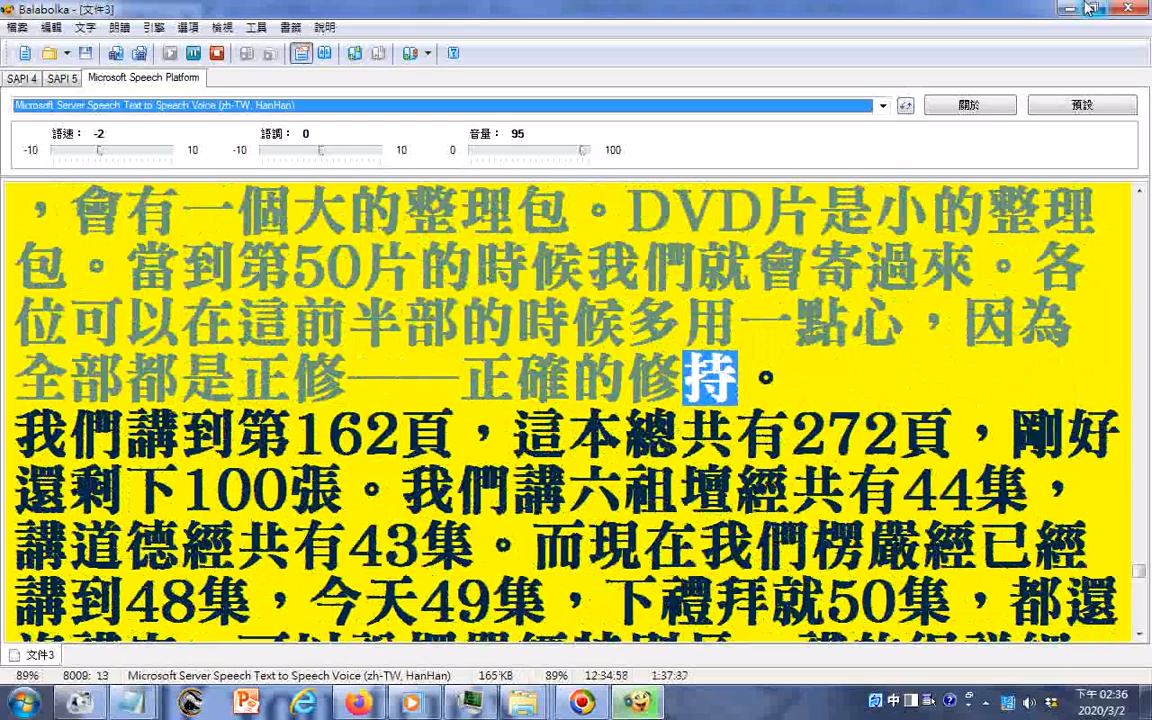 Balabolka - [文件3]
檔案 編輯 文字 朗讀 引擎 選項 檢視 工具 書籤 說明
SAPI 4 SAPI 5 Microsoft Speech Platform
Microsoft Server Speech Text to Speech Voice (zh-TW, HanHan) 關於 預設
語速： -2 語調： 0 音量： 95
-10 10 -10 10 0 100
，會有一個大的整理包。DVD片是小的整理
包。當到第50片的時候我們就會寄過來。各
位可以在這前半部的時候多用一點心，因為
全部都是正修——正確的修持。
我們講到第162頁，這本總共有272頁，剛好
還剩下100張。我們講六祖壇經共有44集，
講道德經共有43集。而現在我們楞嚴經已經
講到48集，今天49集，下禮拜就50集，都還
文件3
89% 8009: 13 Microsoft Server Speech Text to Speech Voice (zh-TW, HanHan) 165 KB 89% 12:34:58 1:37:37
中 下午 02:36
2020/3/2